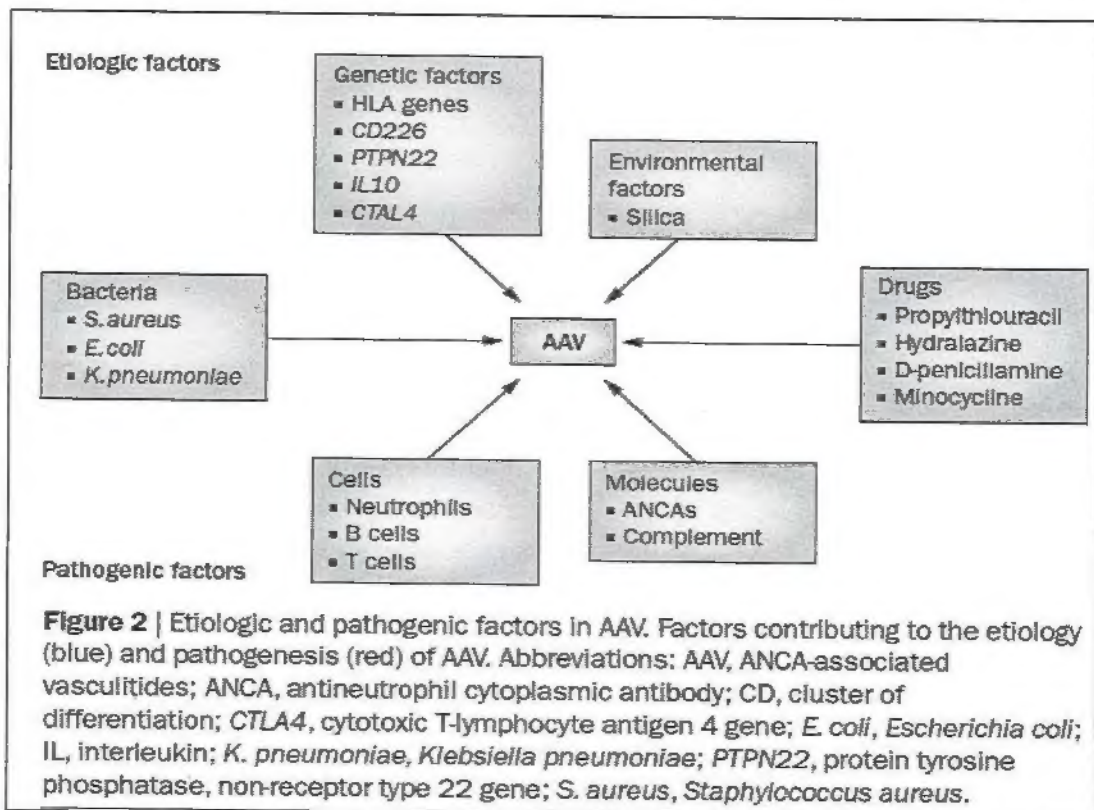 Etiologic factors
Genetic factors
▪ HLA genes
▪ CD226
▪ PTPN22
▪ IL10
▪ CTAL4
Environmental
factors
▪ Silica
Bacteria
▪ S. aureus
▪ E. coli
▪ K. pneumoniae
AAV
Drugs
▪ Propylthiouracil
▪ Hydralazine
▪ D-penicillamine
▪ Minocycline
Cells
▪ Neutrophils
▪ B cells
▪ T cells
Molecules
▪ ANCAs
▪ Complement
Pathogenic factors
Figure 2 | Etiologic and pathogenic factors in AAV. Factors contributing to the etiology
(blue) and pathogenesis (red) of AAV. Abbreviations: AAV, ANCA-associated
vasculitides; ANCA, antineutrophil cytoplasmic antibody; CD, cluster of
differentiation; CTLA4, cytotoxic T-lymphocyte antigen 4 gene; E. coli, Escherichia coli;
IL, interleukin; K. pneumoniae, Klebsiella pneumoniae; PTPN22, protein tyrosine
phosphatase, non-receptor type 22 gene; S. aureus, Staphylococcus aureus.